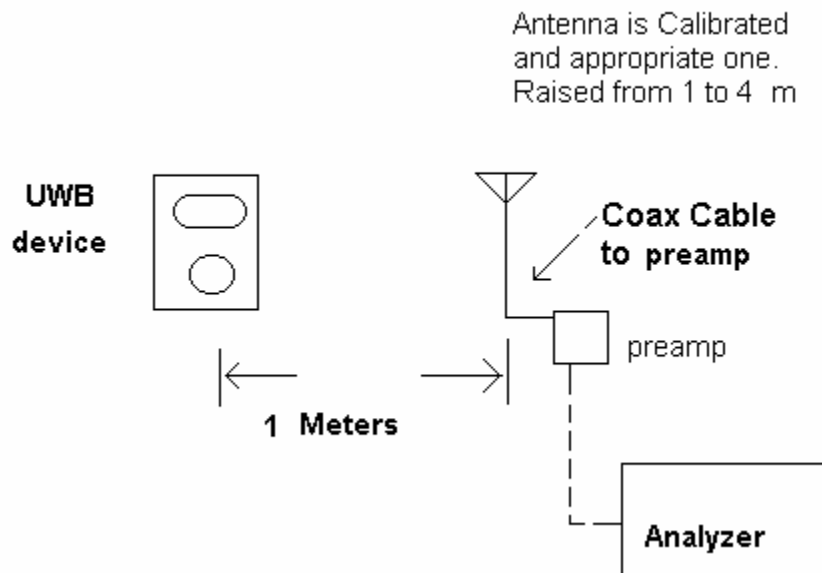 Antenna is Calibrated
and appropriate one.
Raised from 1 to 4 m
UWB
device
Coax Cable
to preamp
preamp
1 Meters
Analyzer